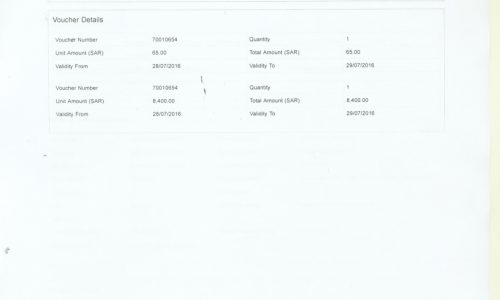 Voucher Details
Voucher Number 70010654 Quantity 1
Unit Amount (SAR) 65.00 Total Amount (SAR) 65.00
Validity From 28/07/2016 Validity To 29/07/2016
Voucher Number 70010654 Quantity 1
Unit Amount (SAR) 8,400.00 Total Amount (SAR) 8,400.00
Validity From 28/07/2016 Validity To 29/07/2016